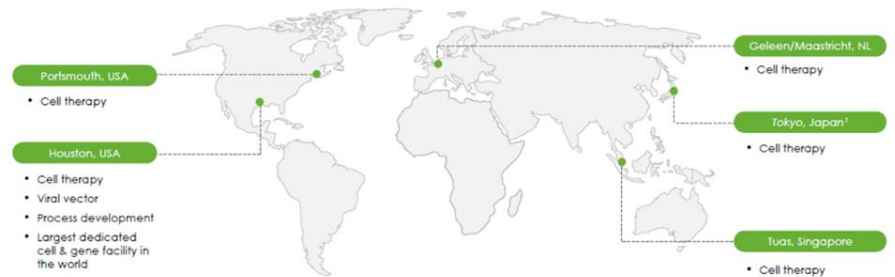 Portsmouth, USA
• Cell therapy
Houston, USA
• Cell therapy
• Viral vector
• Process development
• Largest dedicated
cell & gene facility in
the world
Geleen/Maastricht, NL
• Cell therapy
Tokyo, Japan¹
• Cell therapy
Tuas, Singapore
• Cell therapy